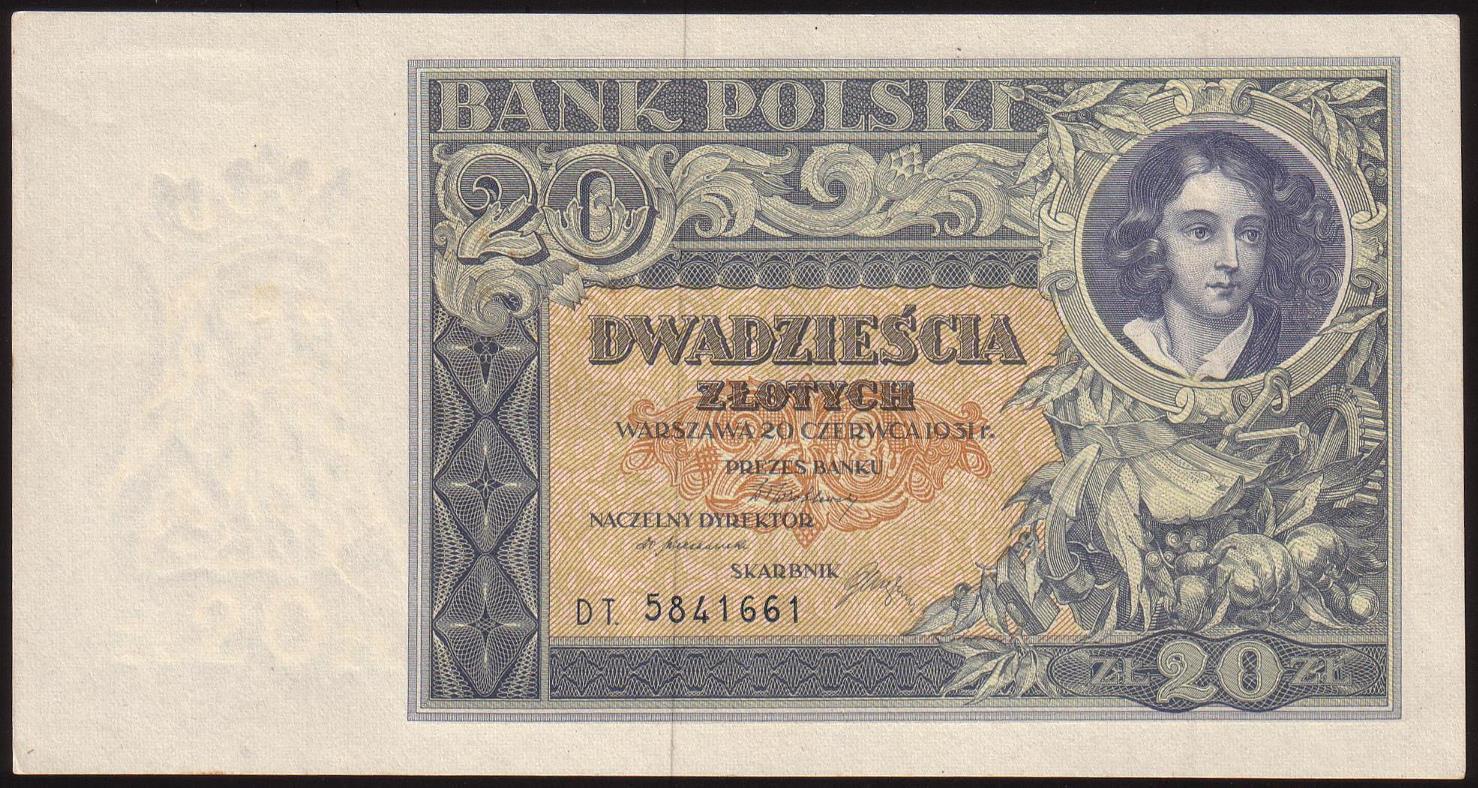 BANK POLSKI
20
DWADZIEŚCIA
ZŁOTYCH
WARSZAWA 20 CZERWCA 1931 r.
PREZES BANKU
NACZELNY DYREKTOR
SKARBNIK
DT. 5841661
ZŁ 20 ZŁ